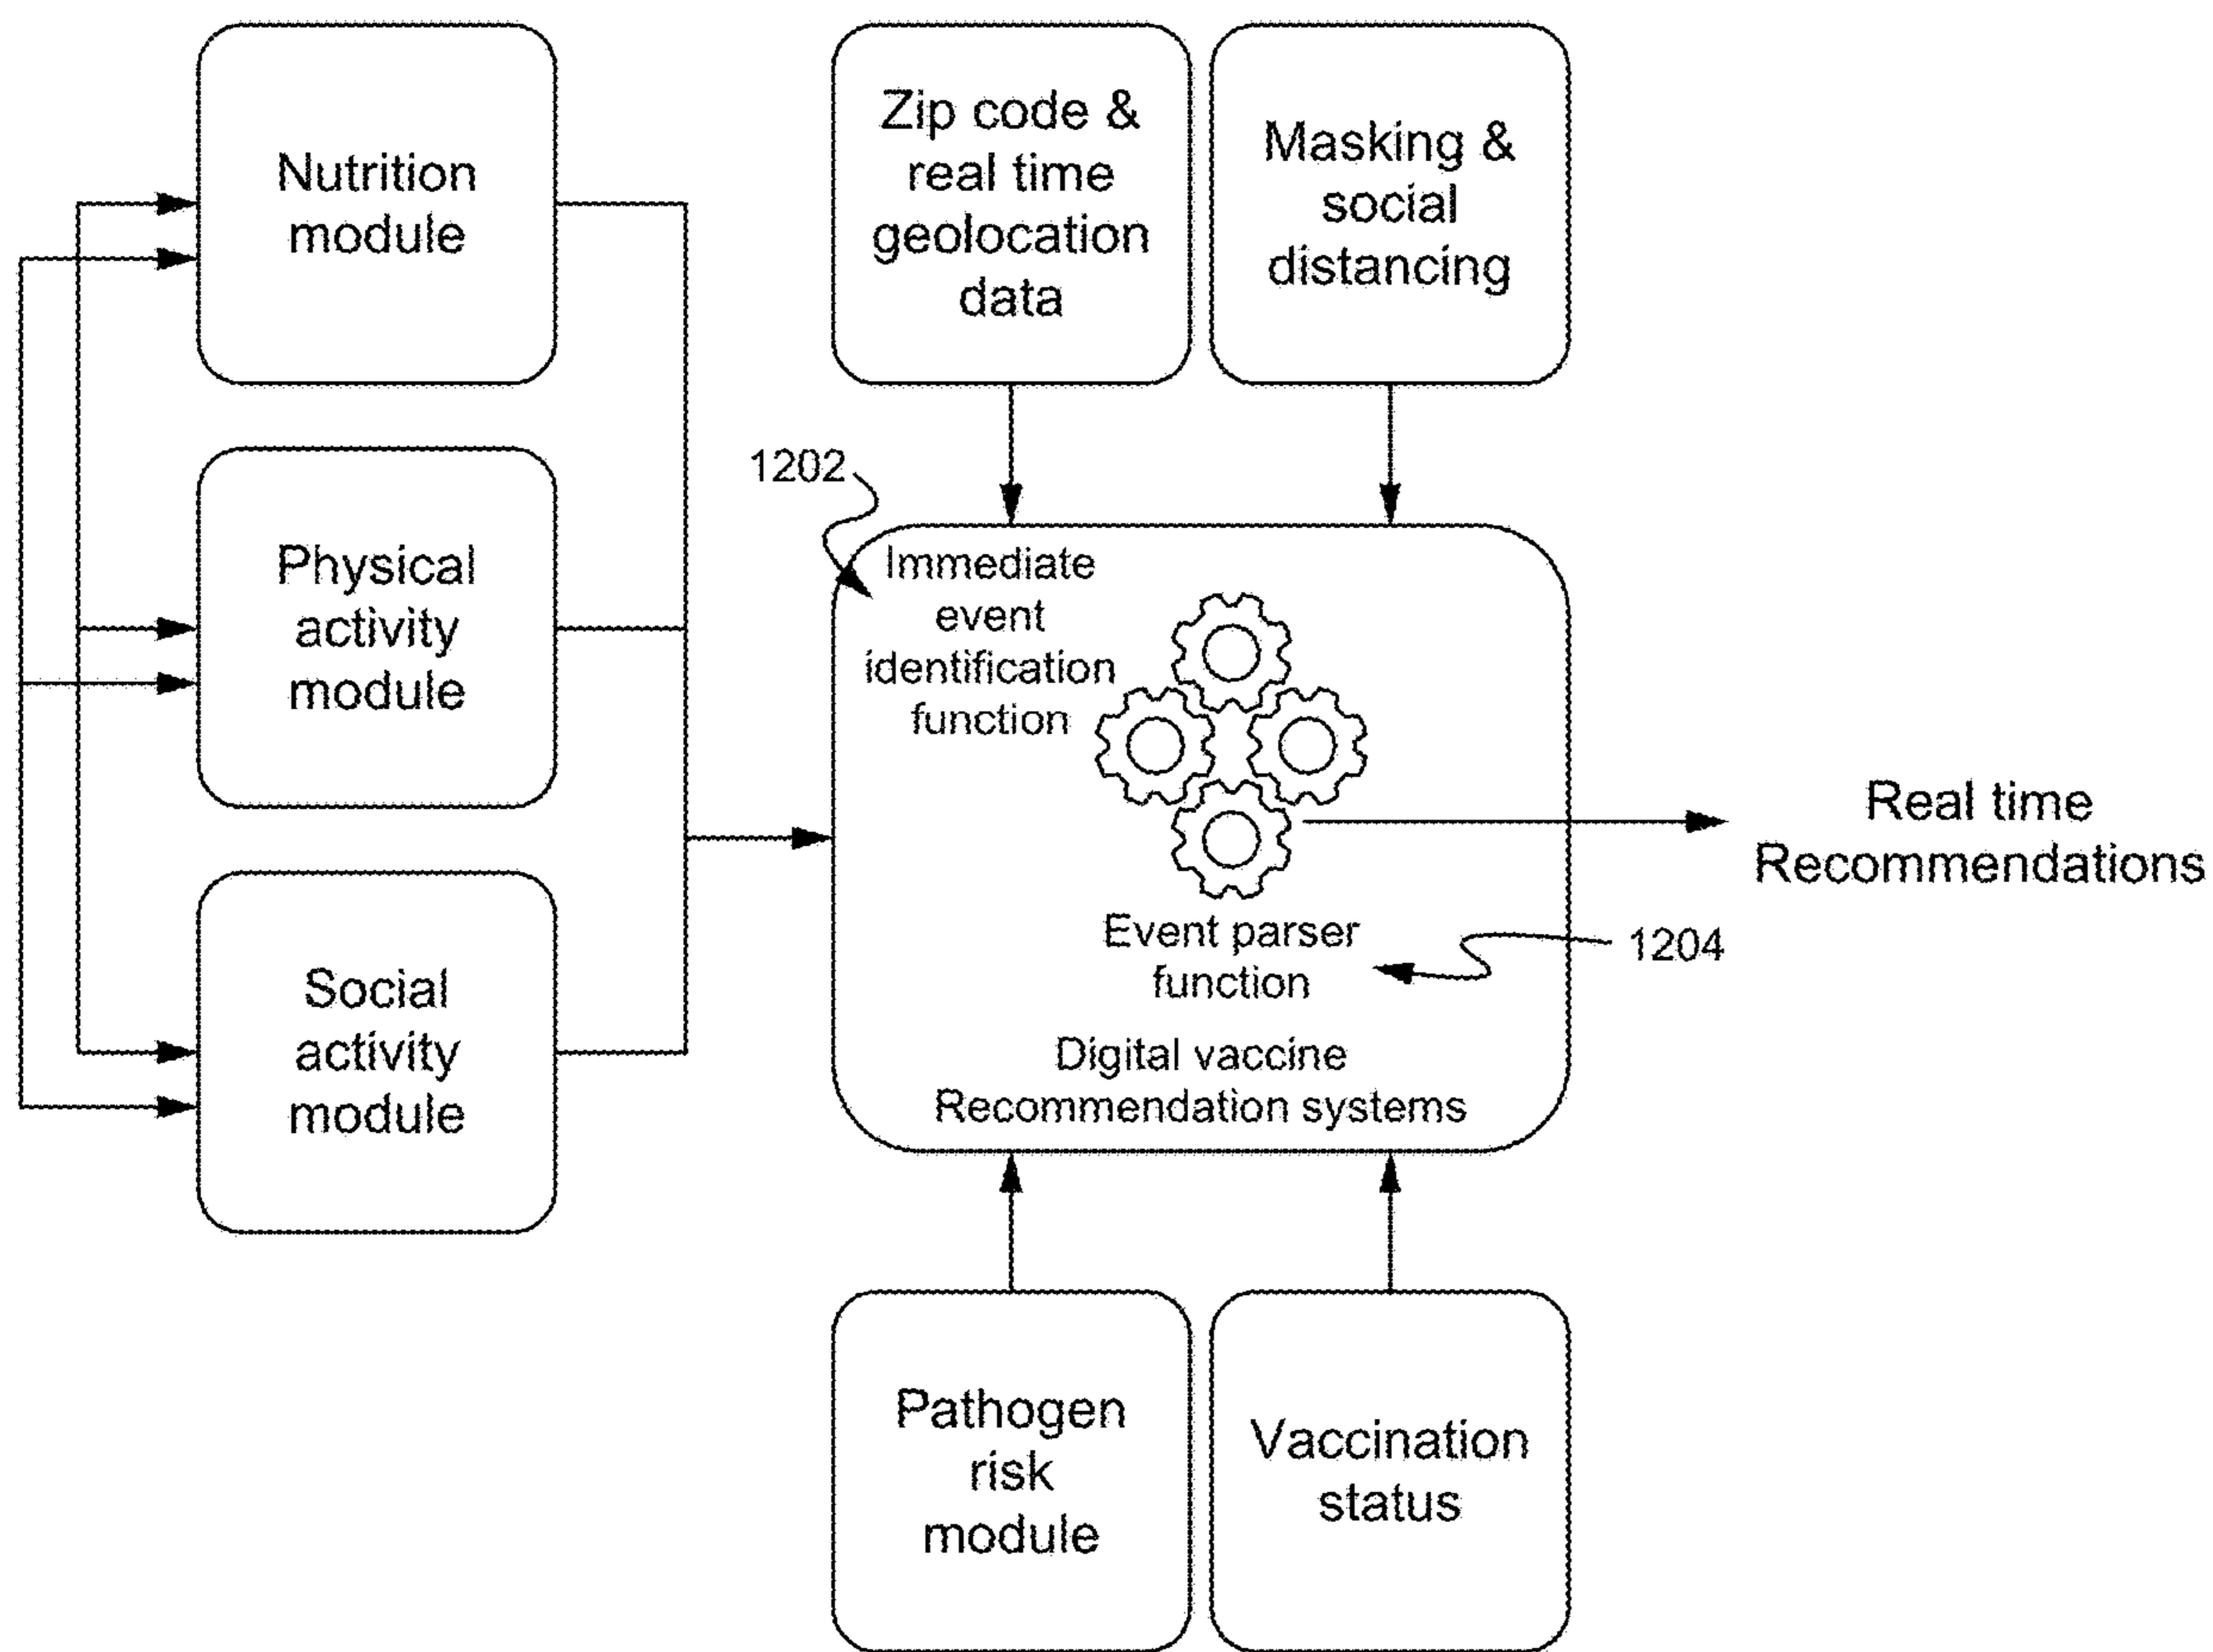 Nutrition
module
Zip code &
real time
geolocation
data
Masking &
social
distancing
Physical
activity
module
1202
Immediate
event
identification
function
Real time
Recommendations
Event parser
function
1204
Social
activity
module
Digital vaccine
Recommendation systems
Pathogen
risk
module
Vaccination
status